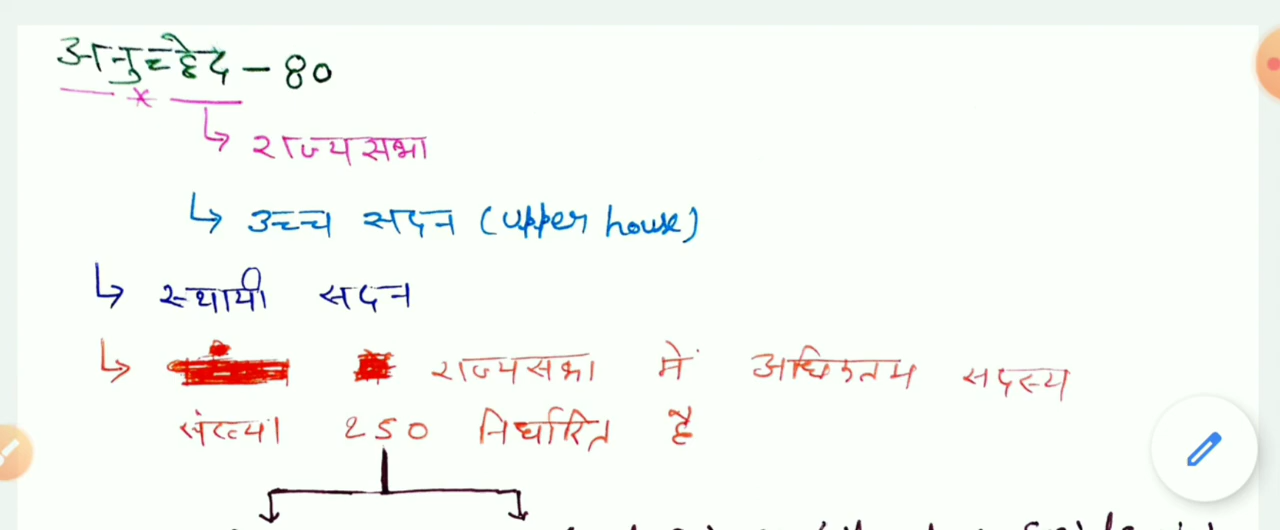 अनुच्छेद - 80
राज्यसभा
उच्च सदन (upper house)
स्थायी सदन
राज्यसभा में अधिकतम सदस्य
संख्या 250 निर्धारित है